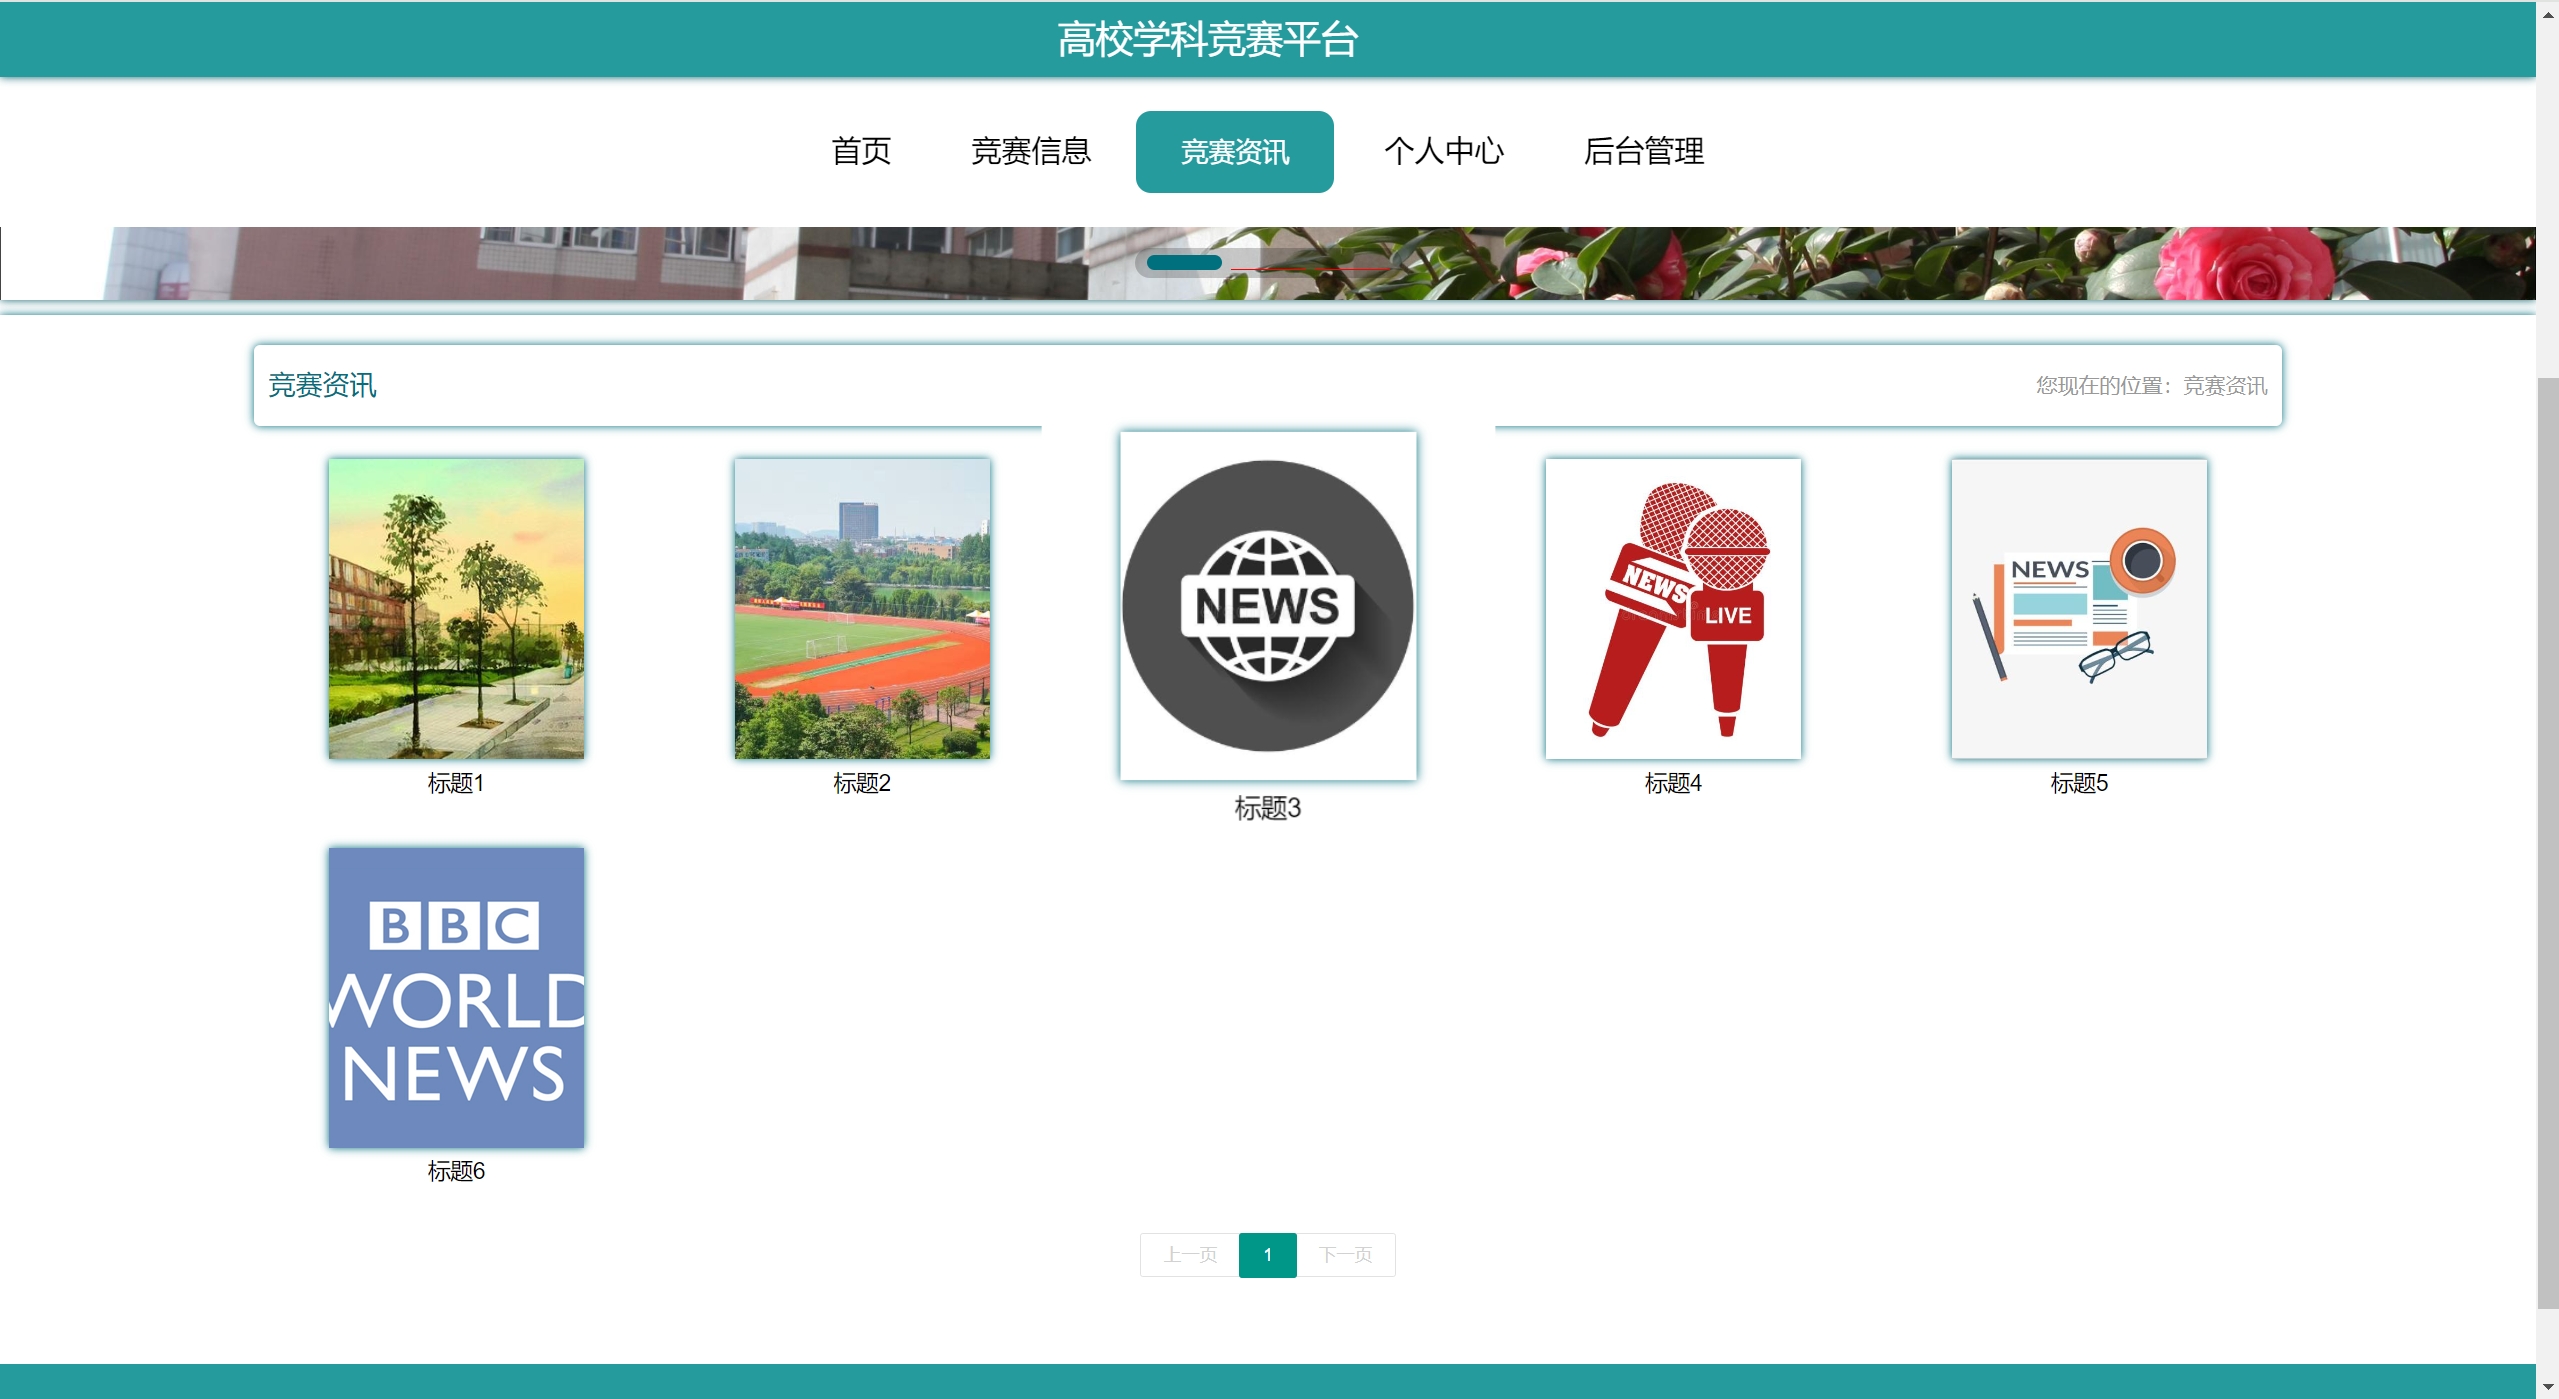 高校学科竞赛平台
首页 竞赛信息 竞赛资讯 个人中心 后台管理
竞赛资讯
您现在的位置：竞赛资讯
NEWS
NEWS
LIVE
NEWS
标题1
标题2
标题3
标题4
标题5
BBC
WORLD
NEWS
标题6
上一页 1 下一页